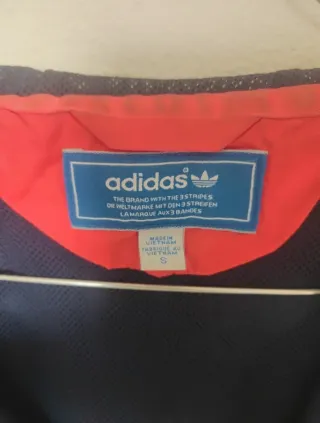 adidas
THE BRAND WITH THE 3 STRIPES
DIE WELTMARKE MIT DEN 3 STREIFEN
LA MARQUE AUX 3 BANDES
MADE IN
VIETNAM
FABRIQUE AU
VIETNAM
S